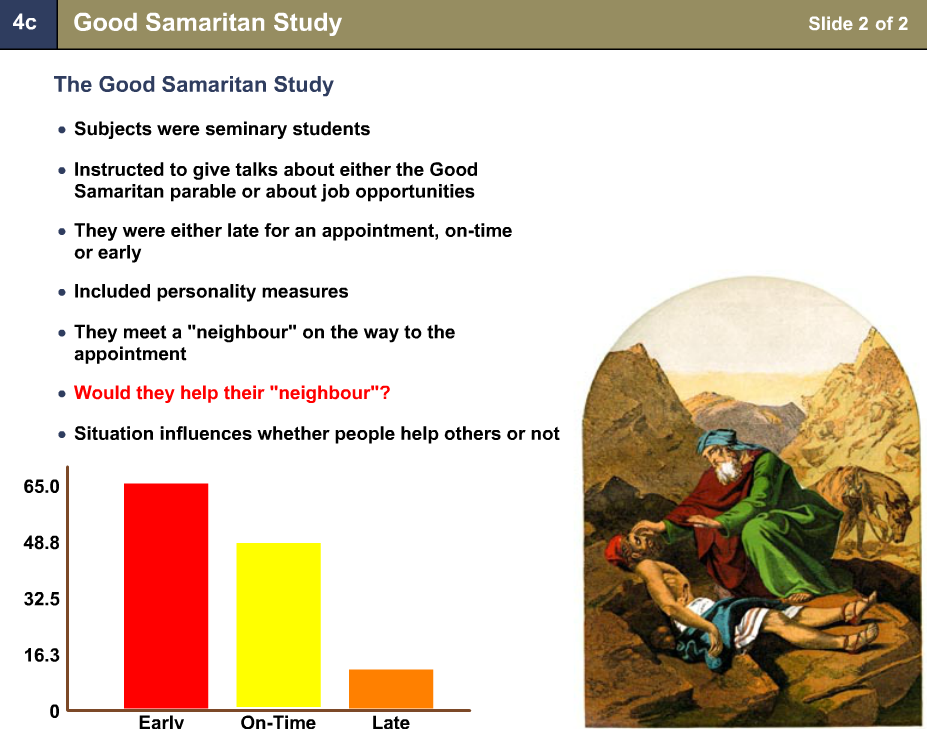 4c
Good Samaritan Study
Slide 2 of 2
The Good Samaritan Study
• Subjects were seminary students
• Instructed to give talks about either the Good
Samaritan parable or about job opportunities
• They were either late for an appointment, on-time
or early
• Included personality measures
• They meet a "neighbour" on the way to the
appointment
• Would they help their "neighbour"?
• Situation influences whether people help others or not
65.0
48.8
32.5
16.3
0
Early
On-Time
Late